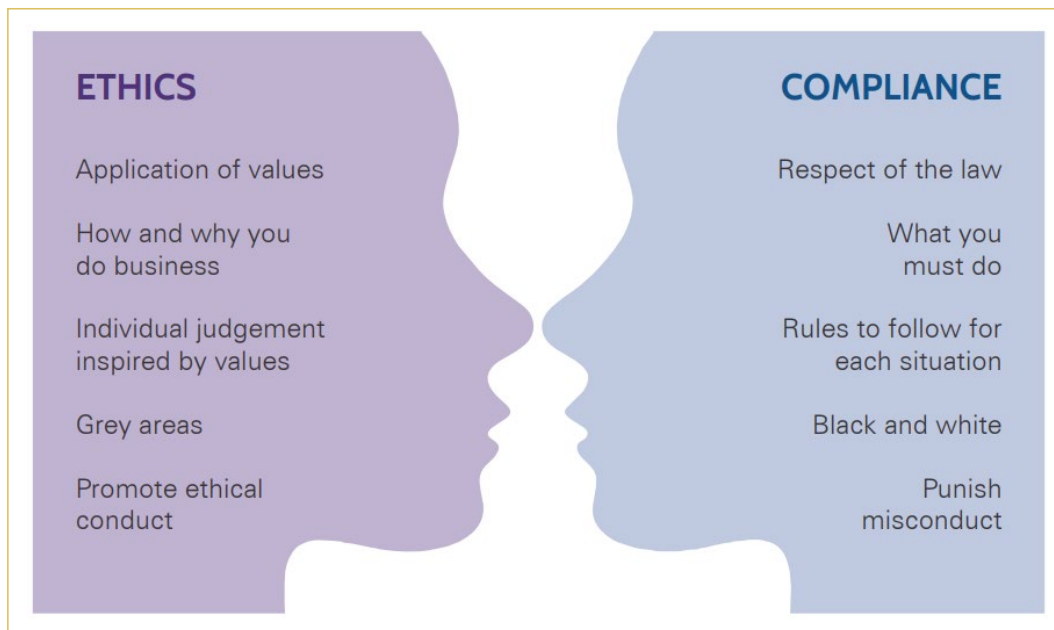 ETHICS
Application of values
How and why you
do business
Individual judgement
inspired by values
Grey areas
Promote ethical
conduct
COMPLIANCE
Respect of the law
What you
must do
Rules to follow for
each situation
Black and white
Punish
misconduct